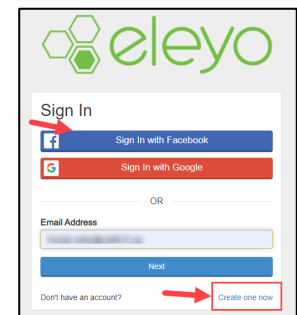 eleyo
Sign In
f Sign In with Facebook
G Sign In with Google
OR
Email Address
Next
Don't have an account? Create one now